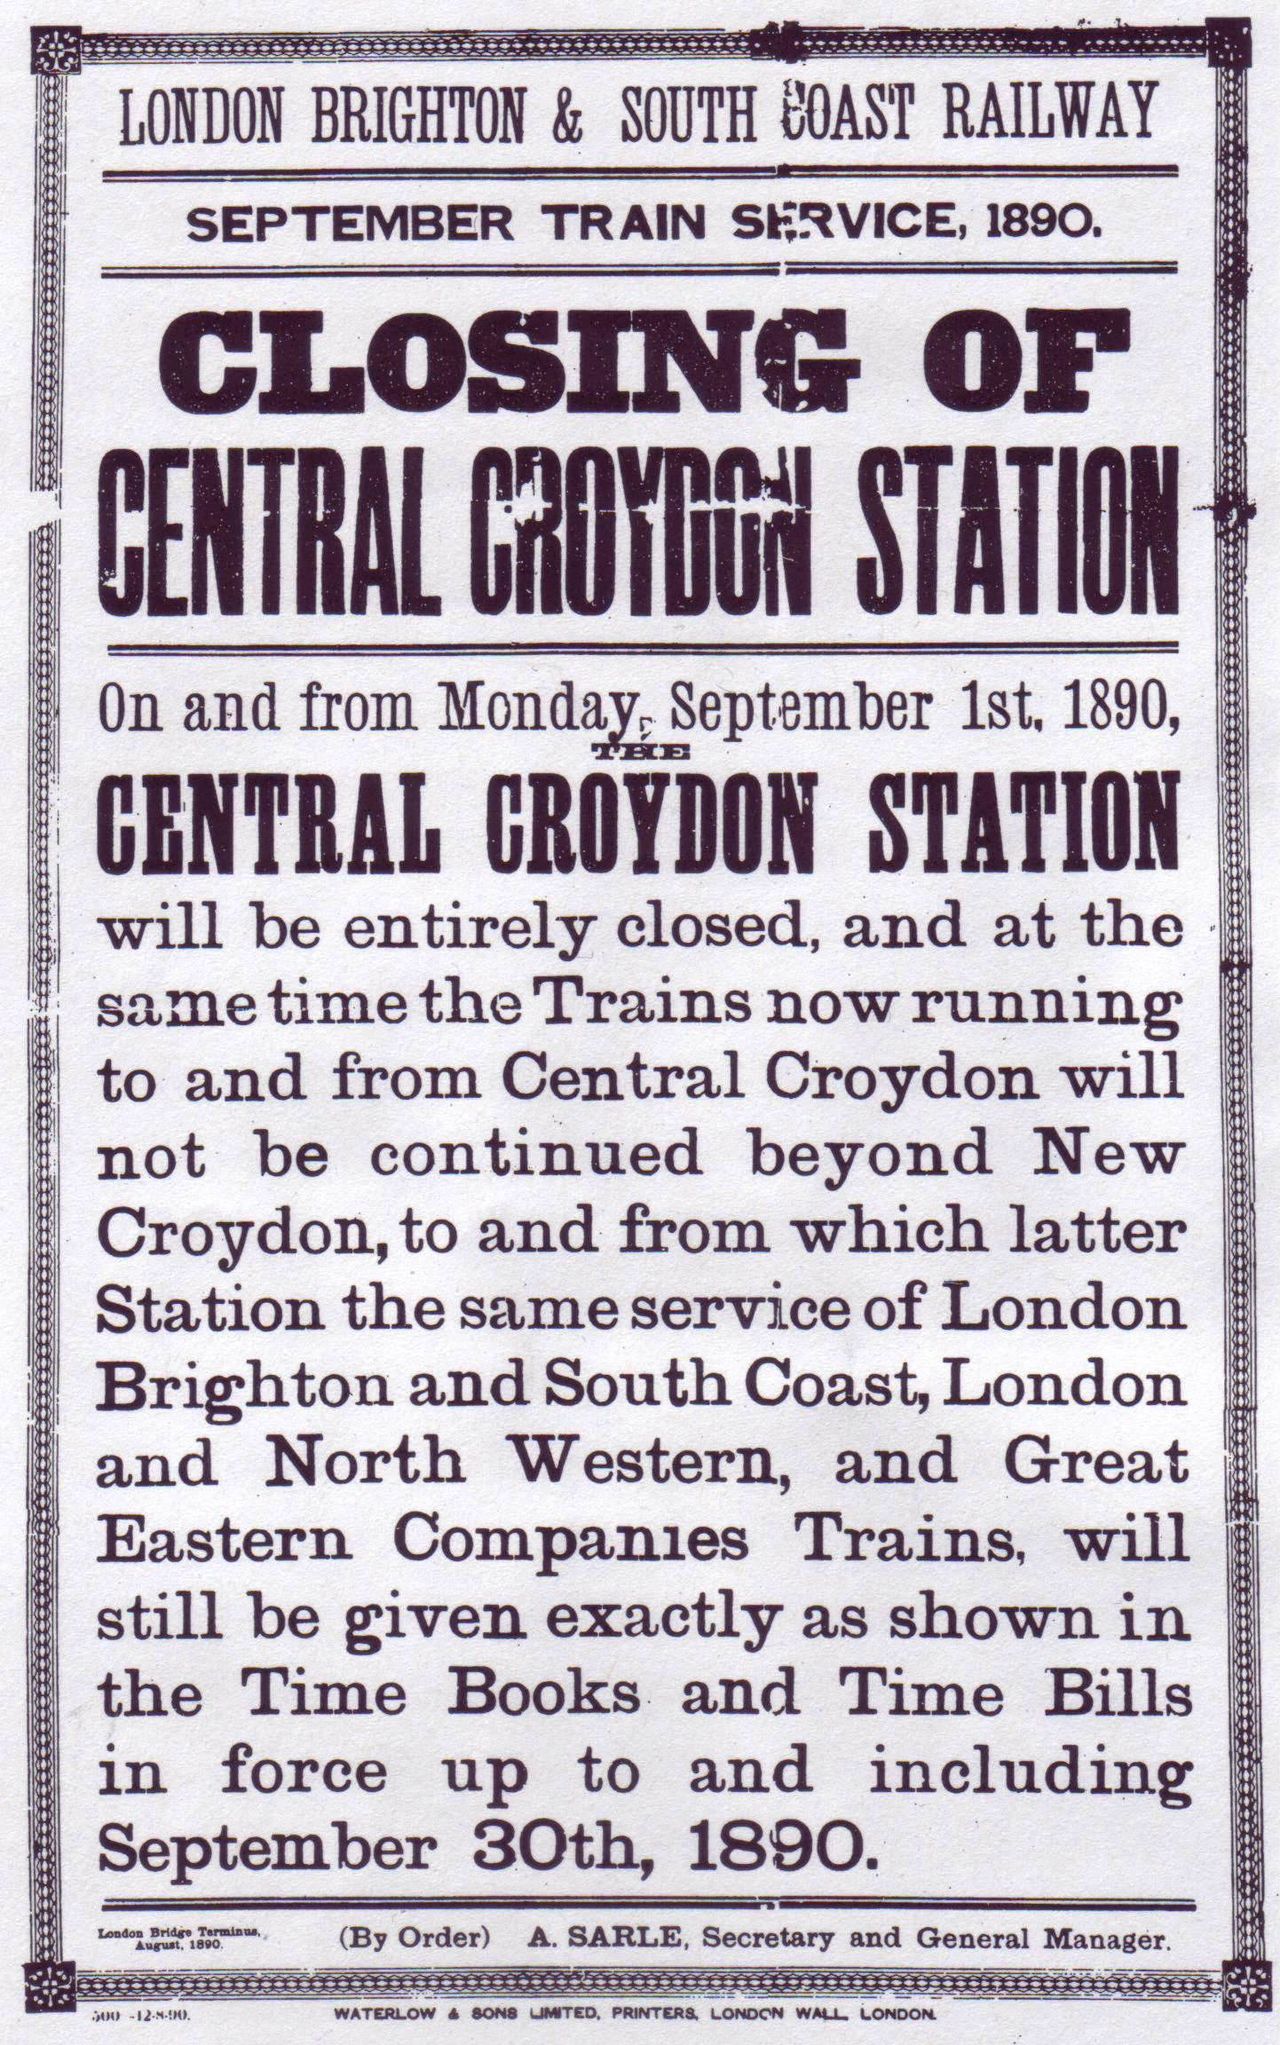 LONDON BRIGHTON & SOUTH COAST RAILWAY
SEPTEMBER TRAIN SERVICE, 1890.
CLOSING OF
CENTRAL CROYDON STATION
On and from Monday, September 1st, 1890,
THE
CENTRAL CROYDON STATION
will be entirely closed, and at the
same time the Trains now running
to and from Central Croydon will
not be continued beyond New
Croydon, to and from which latter
Station the same service of London
Brighton and South Coast, London
and North Western, and Great
Eastern Companies Trains, will
still be given exactly as shown in
the Time Books and Time Bills
in force up to and including
September 30th, 1890.
London Bridge Terminus,
August, 1890.
(By Order) A. SARLE, Secretary and General Manager.
500 -12-8-90.
WATERLOW & SONS LIMITED, PRINTERS, LONDON WALL, LONDON.